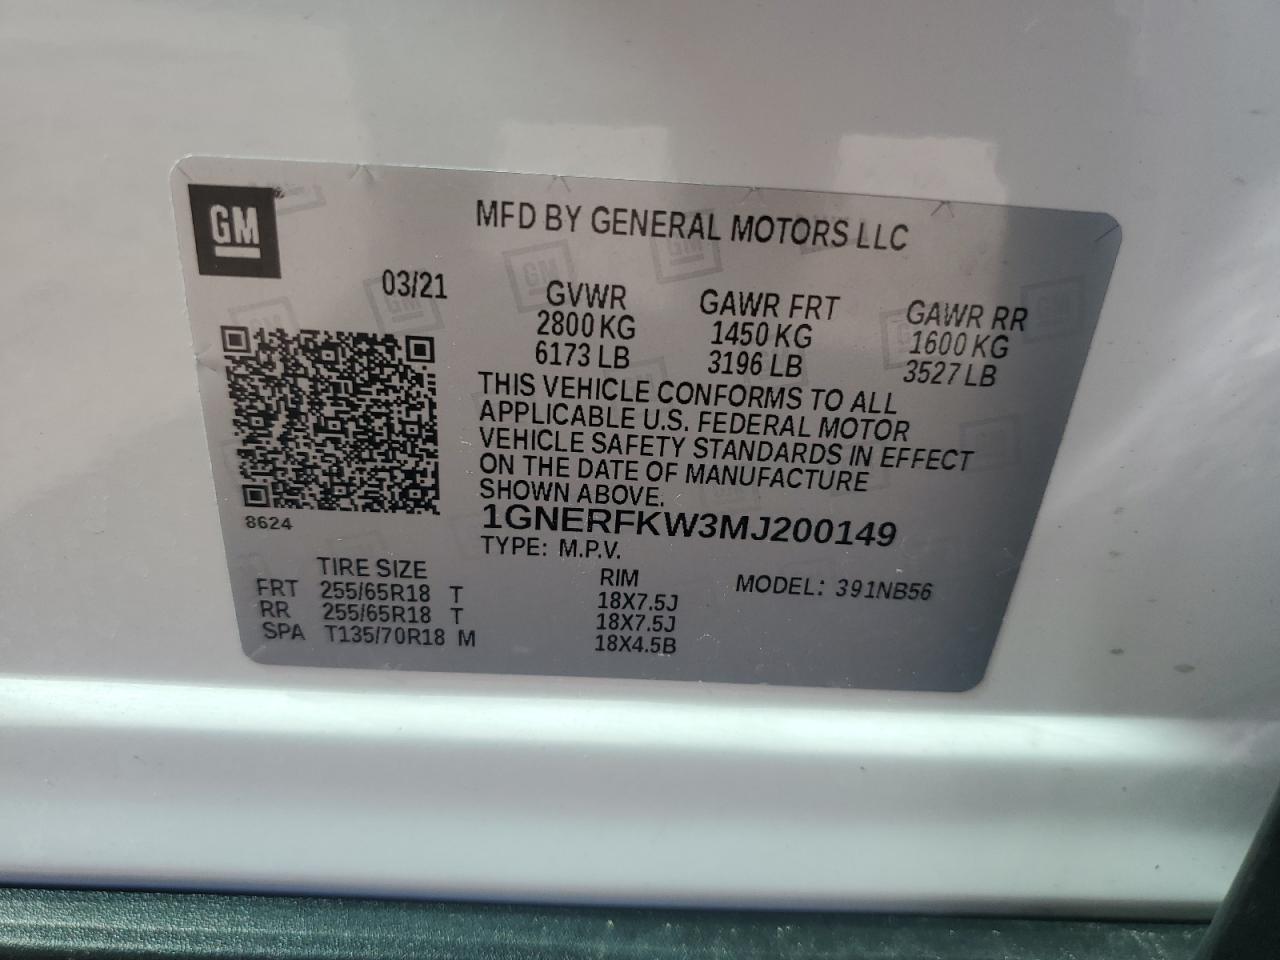 GM
MFD BY GENERAL MOTORS LLC
03/21
GVWR GAWR FRT GAWR RR
2800 KG 1450 KG 1600 KG
6173 LB 3196 LB 3527 LB
THIS VEHICLE CONFORMS TO ALL
APPLICABLE U.S. FEDERAL MOTOR
VEHICLE SAFETY STANDARDS IN EFFECT
ON THE DATE OF MANUFACTURE
SHOWN ABOVE.
8624
1GNERFKW3MJ200149
TYPE: M.P.V.
TIRE SIZE RIM MODEL: 391NB56
FRT 255/65R18 T 18X7.5J
RR 255/65R18 T 18X7.5J
SPA T135/70R18 M 18X4.5B